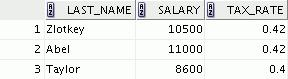 LAST_NAME SALARY TAX_RATE
1 Zlotkey 10500 0.42
2 Abel 11000 0.42
3 Taylor 8600 0.4